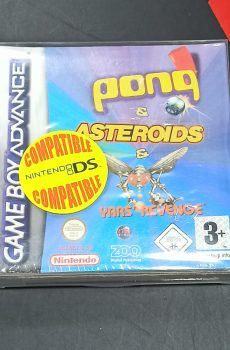 GAME BOY ADVANCE
pong
&
ASTEROIDS
&
YARS' REVENGE
COMPATIBLE
NINTENDO DS
COMPATIBLE
Nintendo
ZOO
3+